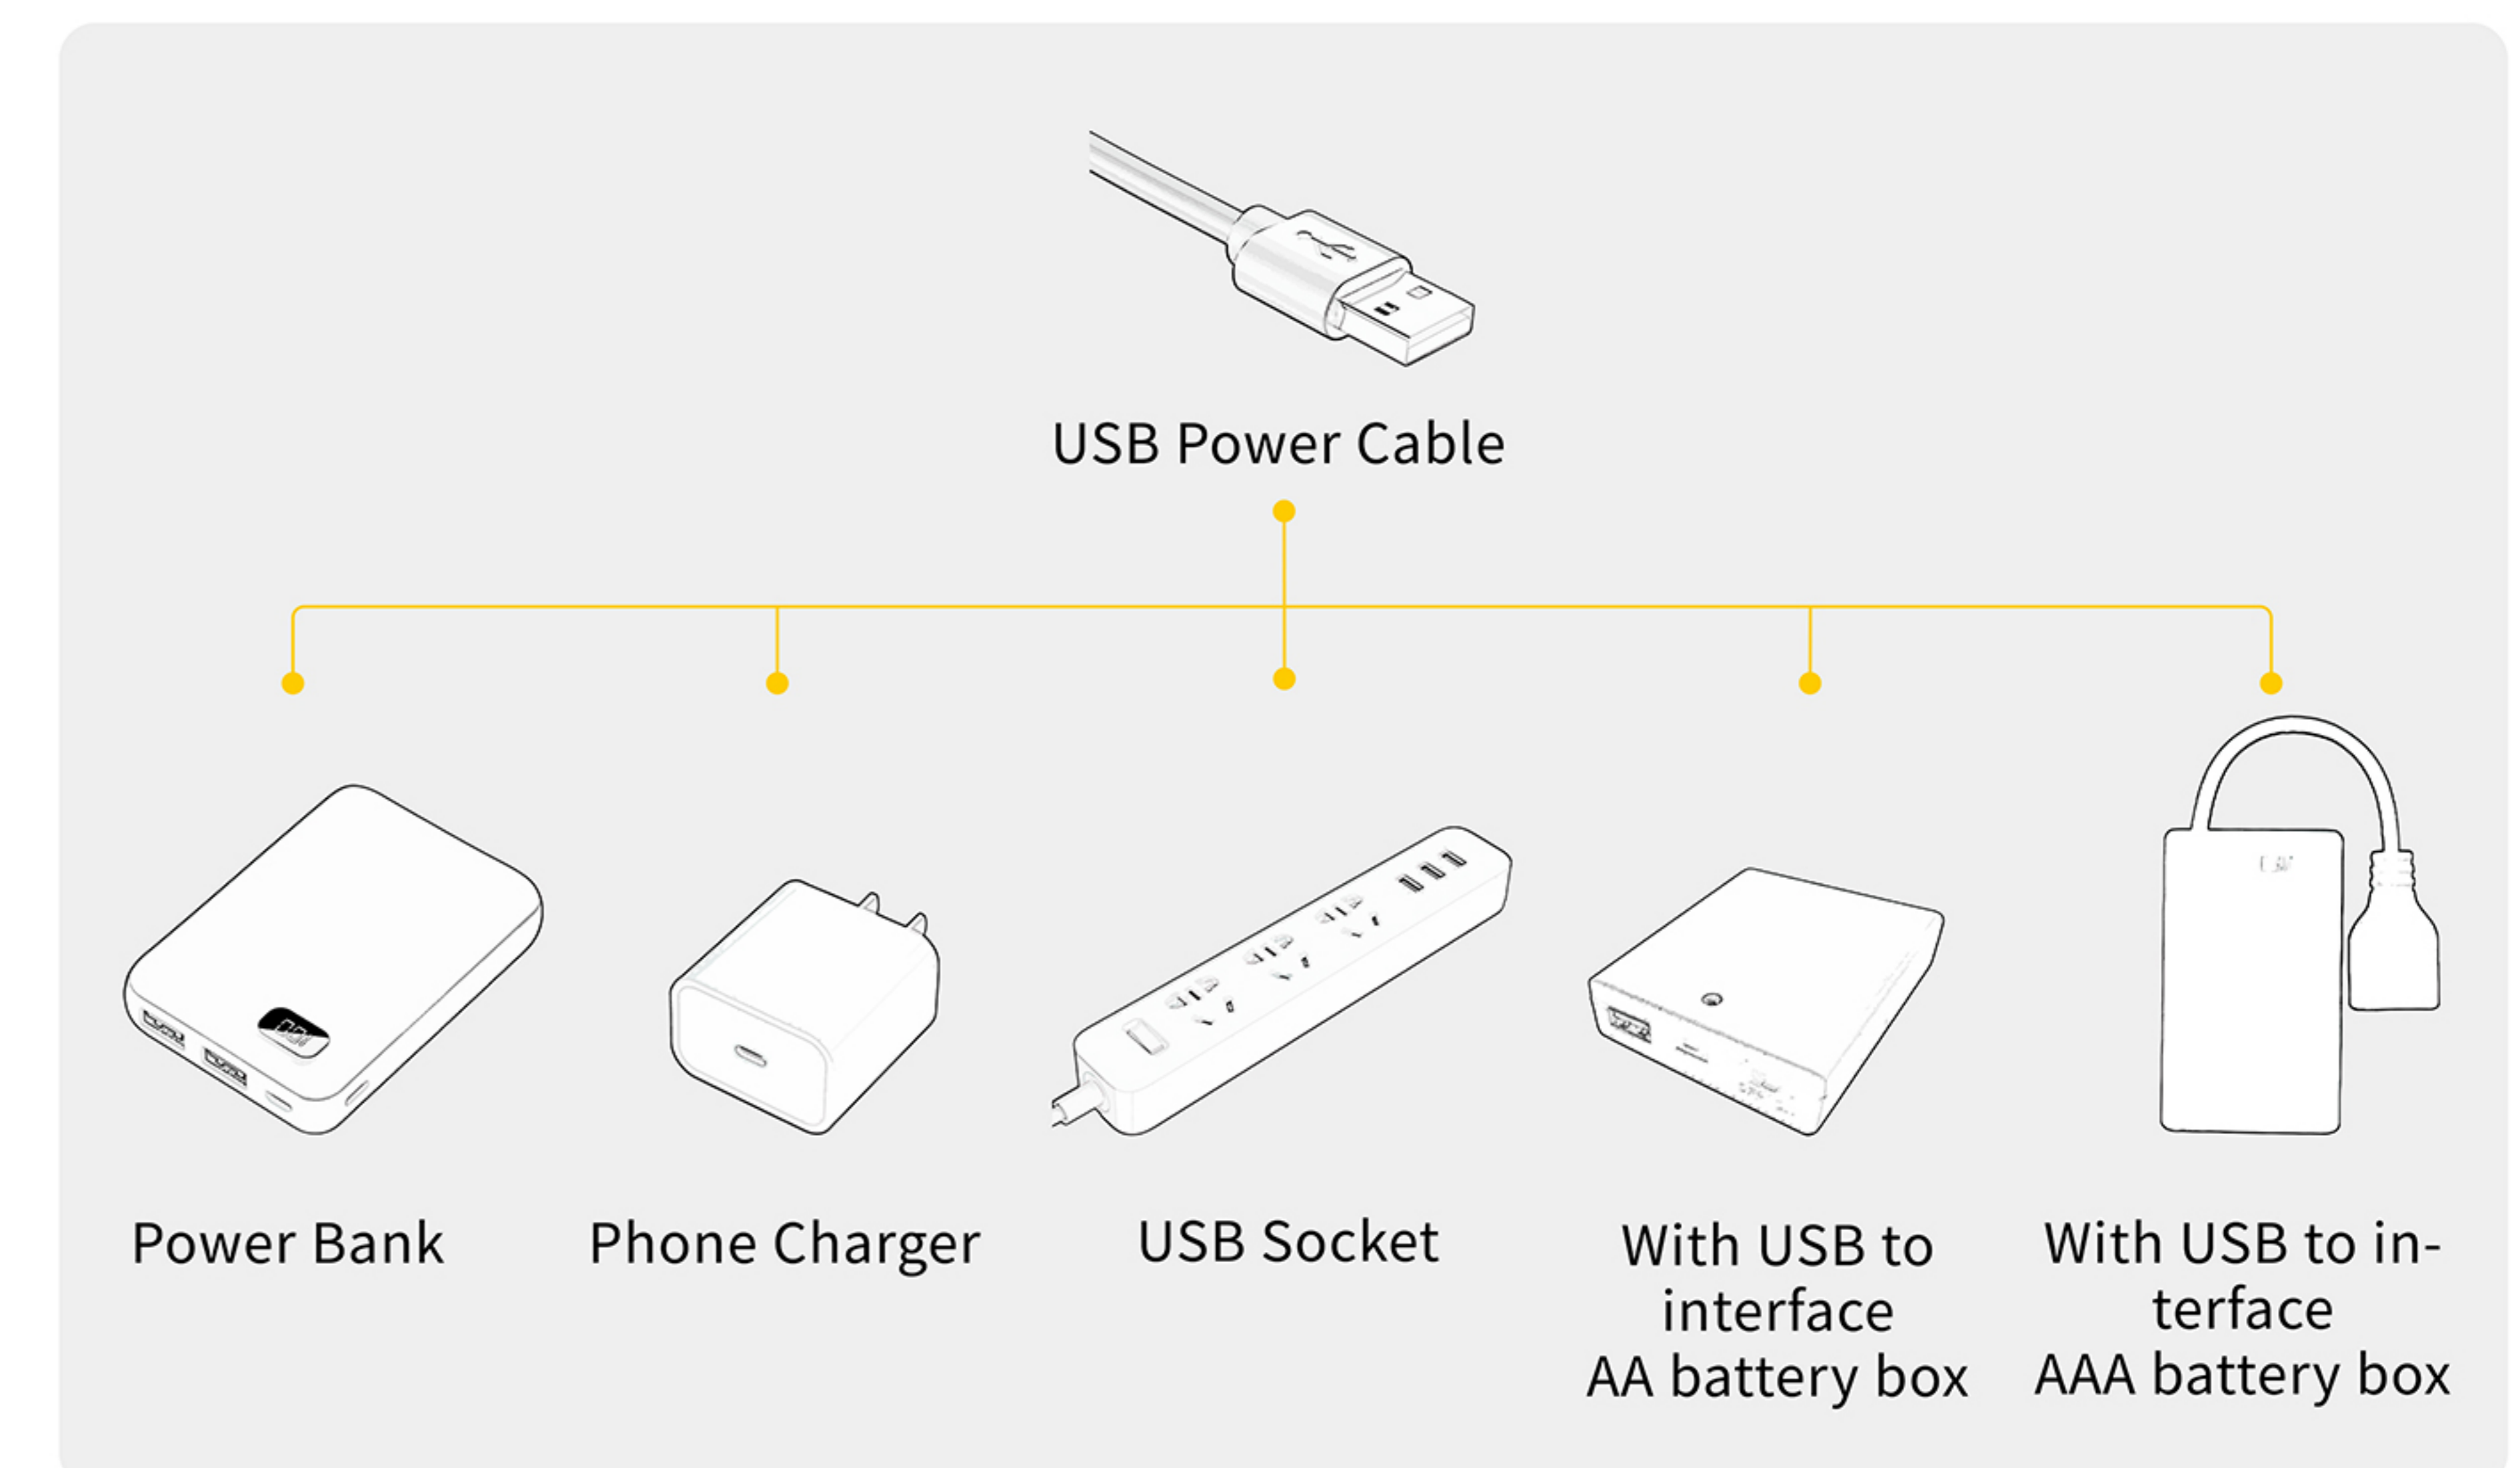 USB Power Cable
Power Bank
Phone Charger
USB Socket
With USB to
interface
AA battery box
With USB to in-
terface
AAA battery box